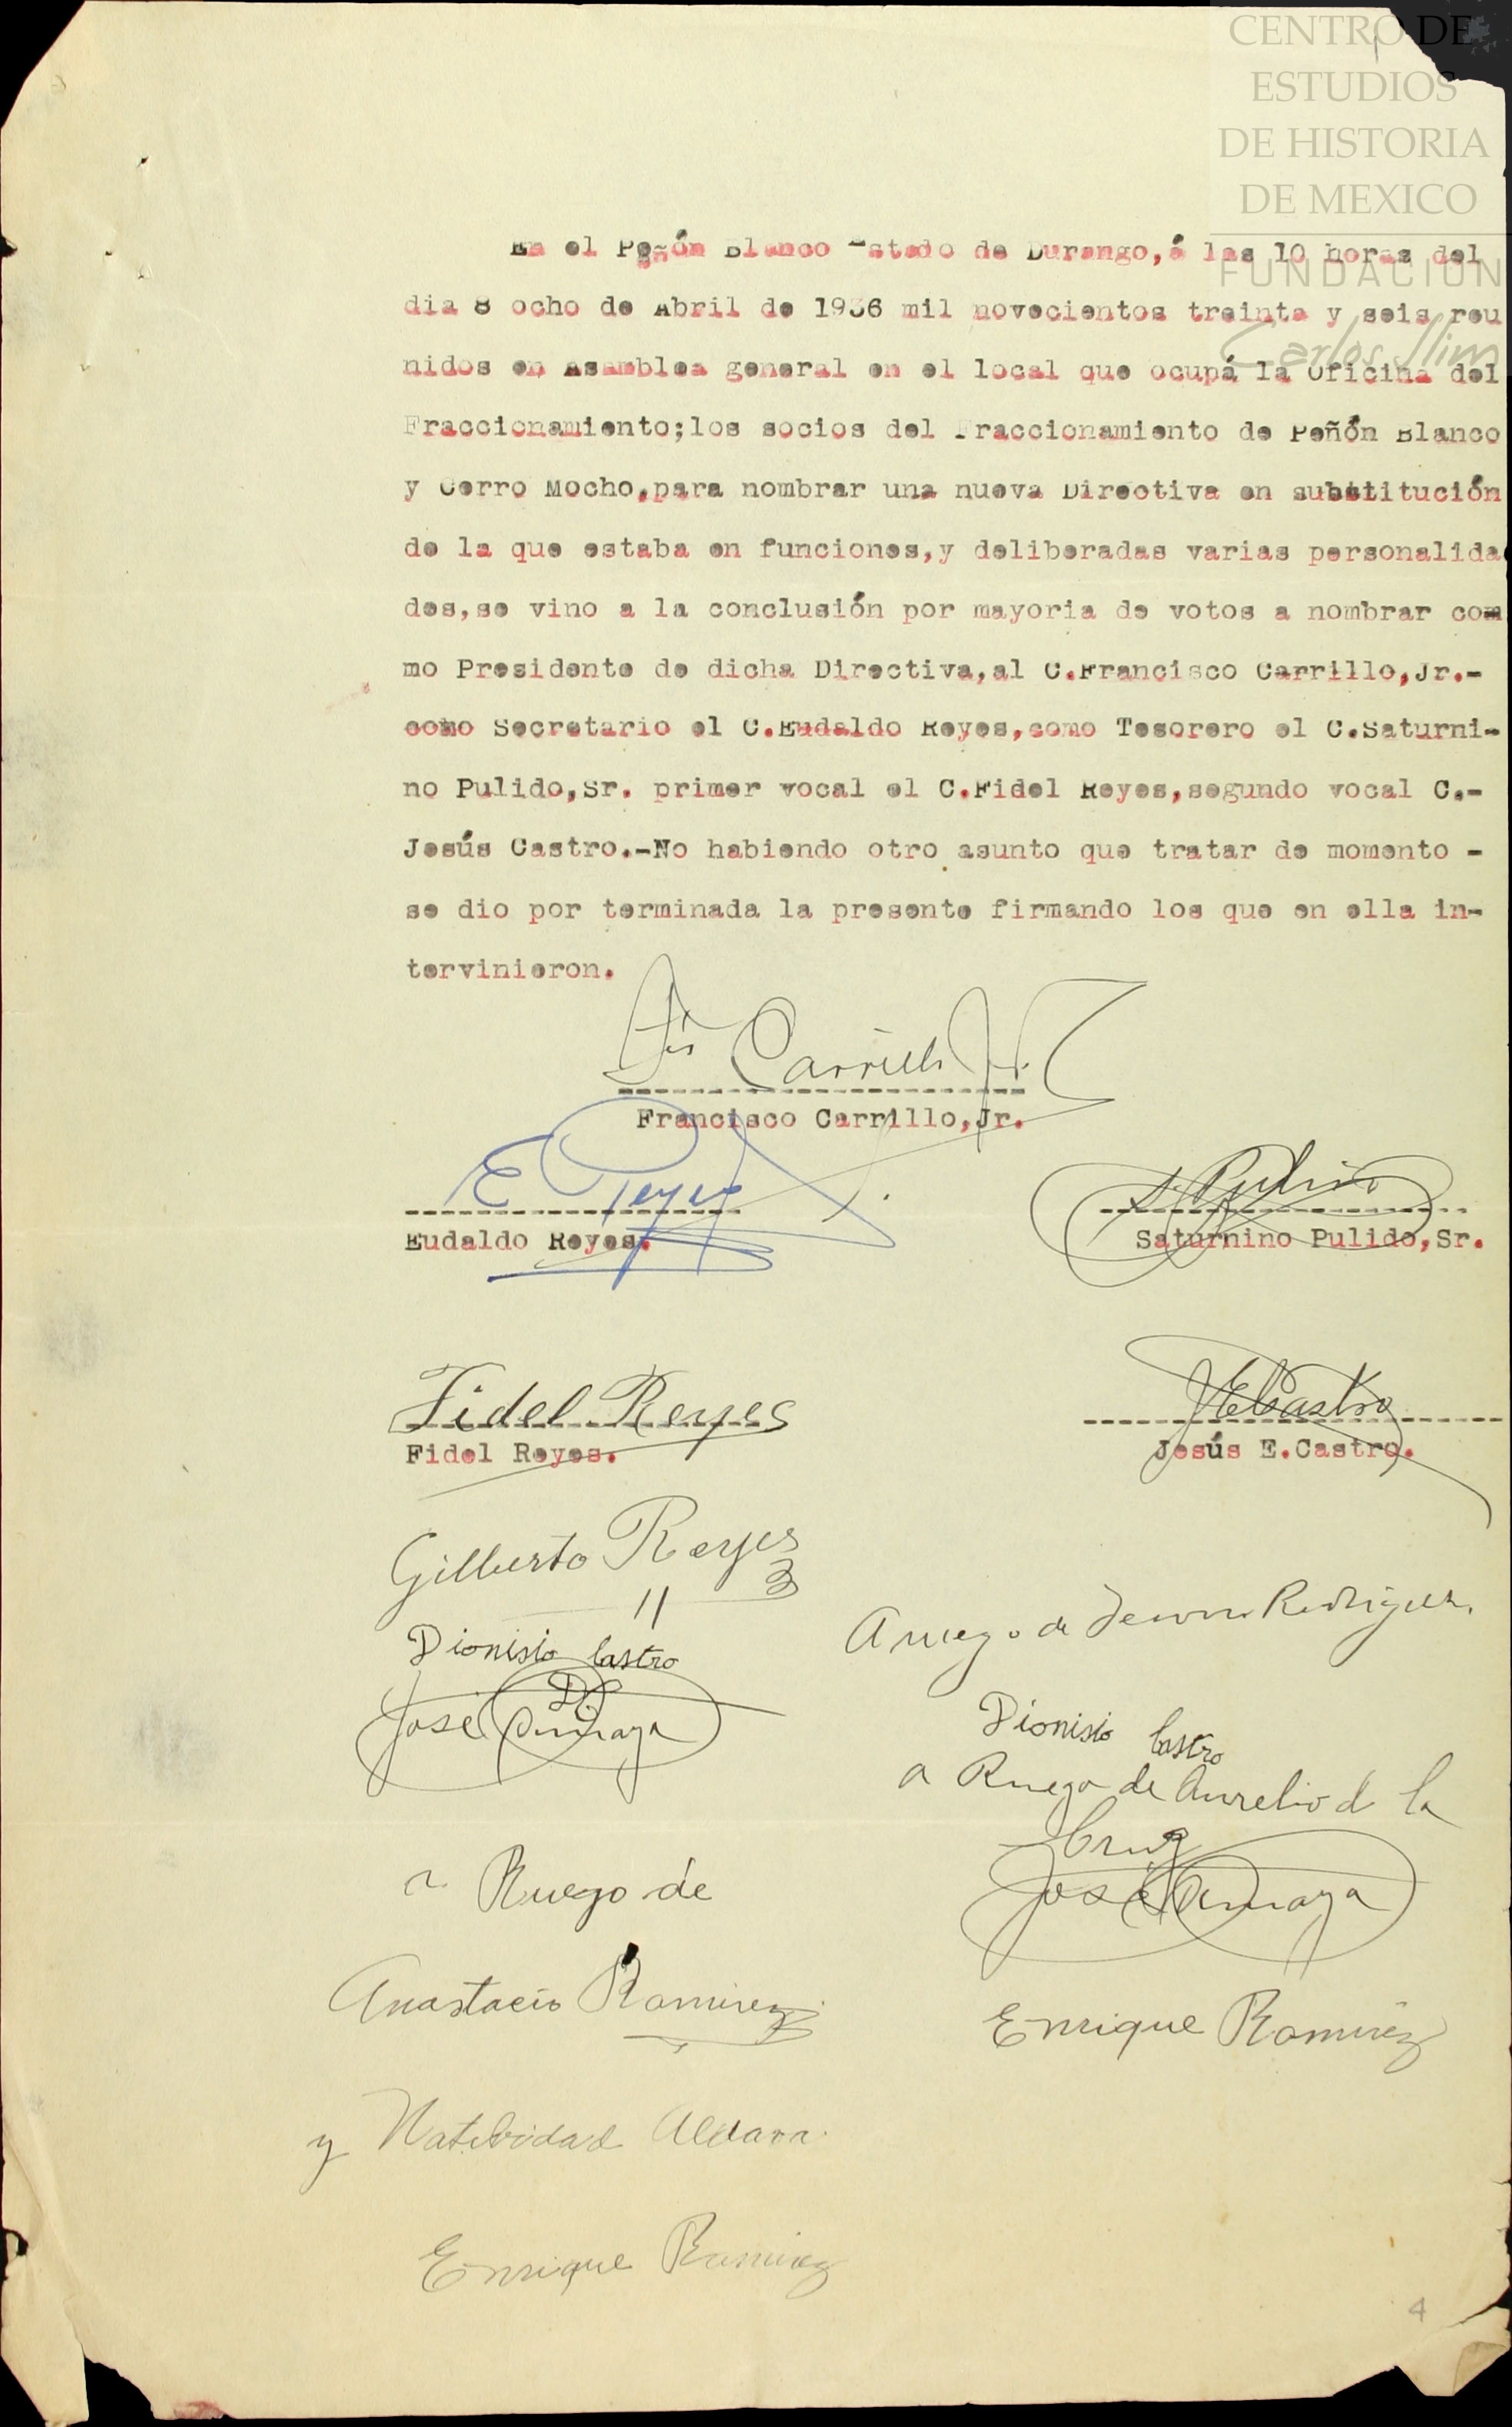 CENTRO DE
ESTUDIOS
DE HISTORIA
DE MEXICO
FUNDACION
Carlos Slim
En el Peñón Blanco Estado de Durango,á las 10 horas del
dia 8 ocho de Abril de 1936 mil novecientos treinta y seis reu
nidos en Asamblea general en el local que ocupá la Oficina del
Fraccionamiento;los socios del Fraccionamiento de Peñón Blanco
y Cerro Mocho,para nombrar una nueva Directiva en substitución
de la que estaba en funciones,y deliberadas varias personalida
des,se vino a la conclusión por mayoria de votos a nombrar co=
mo Presidente de dicha Directiva,al C.Francisco Carrillo,Jr.-
como Secretario el C.Eudaldo Reyes,como Tesorero el C.Saturni-
no Pulido,Sr. primer vocal el C.Fidel Reyes,segundo vocal C.-
Jesús Castro.-No habiendo otro asunto que tratar de momento -
se dio por terminada la presente firmando los que en ella in-
tervinieron.
Fco Carrillo Jr.
Francisco Carrillo,Jr.
E Reyes
S. Pulido
Eudaldo Reyes.
Saturnino Pulido,Sr.
Fidel Reyes
JECastro
Fidel Reyes.
Jesús E.Castro.
Gilberto Reyes
A ruego de Rodriguez.
Dionisio Castro
José Amaya
Dionisio Castro
a Ruego de Aurelio d la
Cruz
José Amaya
a Ruego de
Anastacio Ramirez
Enrique Ramirez
y Natibidad Aldava.
Enrique Ramirez
4